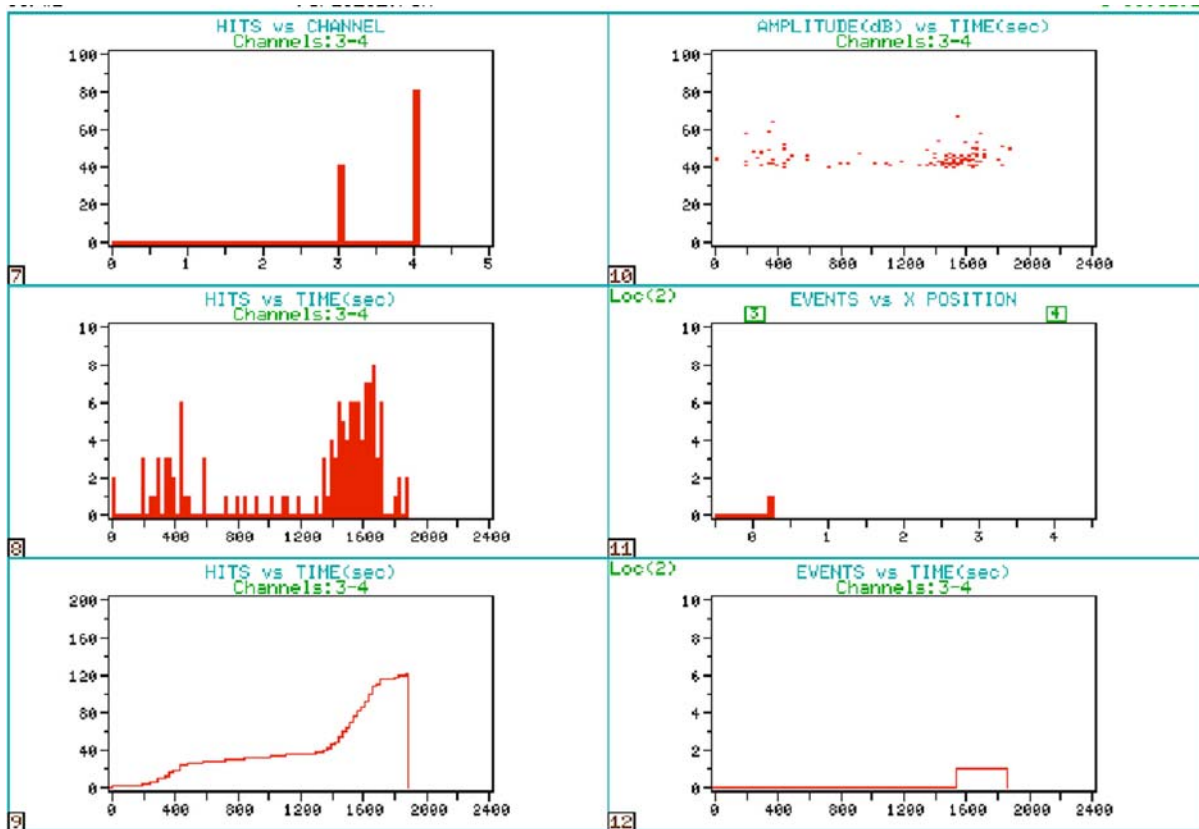 HITS vs CHANNEL
Channels:3-4
100
80
60
40
20
0
0 1 2 3 4 5
7
AMPLITUDE(dB) vs TIME(sec)
Channels:3-4
100
80
60
40
20
0
0 400 800 1200 1600 2000 2400
10
HITS vs TIME(sec)
Channels:3-4
10
8
6
4
2
0
0 400 800 1200 1600 2000 2400
8
Loc(2) EVENTS vs X POSITION
3 4
10
8
6
4
2
0
0 1 2 3 4
11
HITS vs TIME(sec)
Channels:3-4
200
160
120
80
40
0
0 400 800 1200 1600 2000 2400
9
Loc(2) EVENTS vs TIME(sec)
Channels:3-4
10
8
6
4
2
0
0 400 800 1200 1600 2000 2400
12